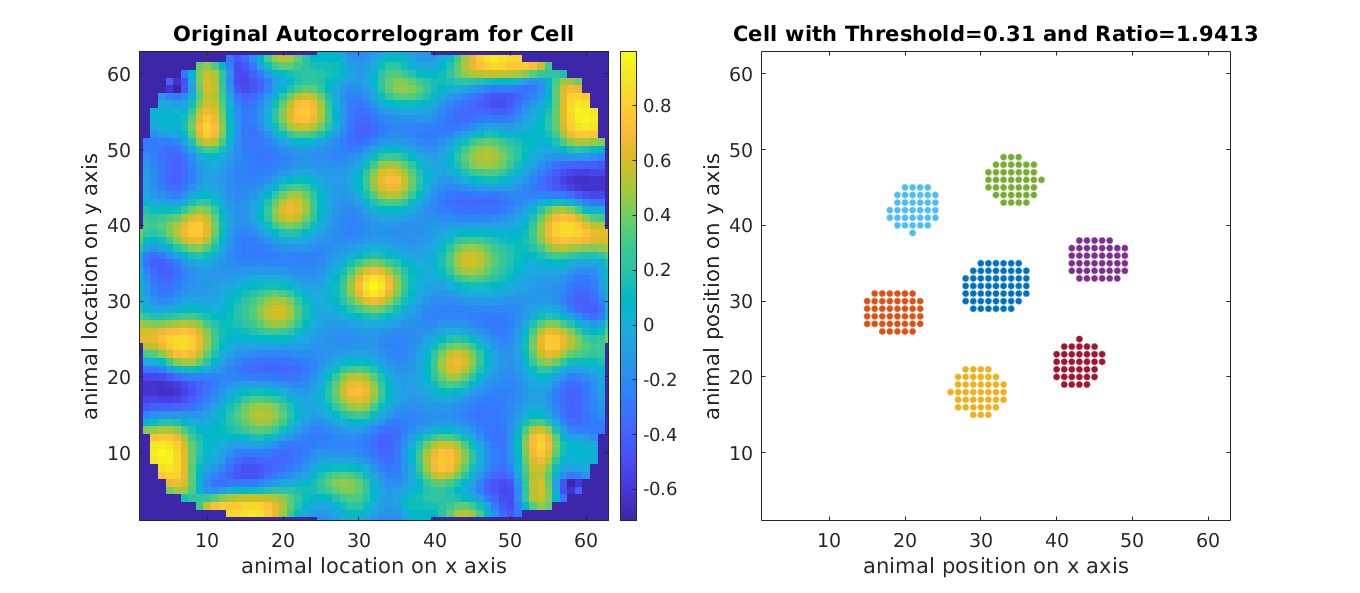 Original Autocorrelogram for Cell
60
50
40
30
20
10
10 20 30 40 50 60
animal location on y axis
animal location on x axis
0.8
0.6
0.4
0.2
0
-0.2
-0.4
-0.6
Cell with Threshold=0.31 and Ratio=1.9413
60
50
40
30
20
10
10 20 30 40 50 60
animal position on y axis
animal position on x axis